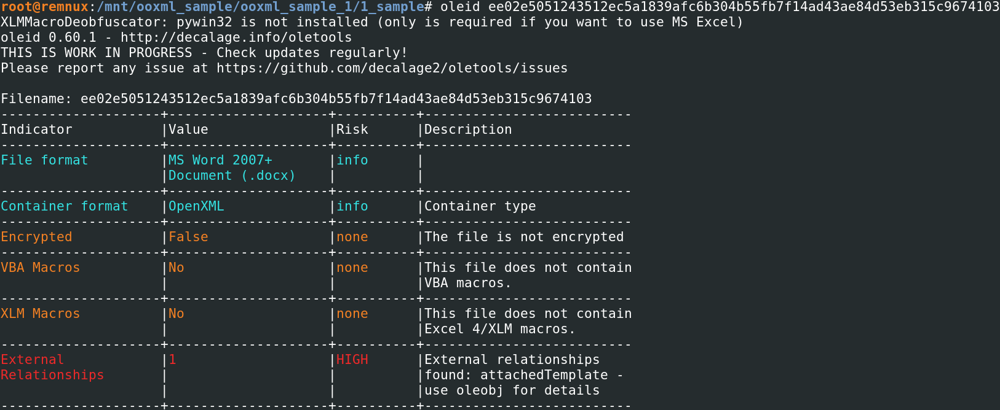 root@remnux:/mnt/ooxml_sample/ooxml_sample_1/1_sample# oleid ee02e5051243512ec5a1839afc6b304b55fb7f14ad43ae84d53eb315c9674103
XLMMacroDeobfuscator: pywin32 is not installed (only is required if you want to use MS Excel)
oleid 0.60.1 - http://decalage.info/oletools
THIS IS WORK IN PROGRESS - Check updates regularly!
Please report any issue at https://github.com/decalage2/oletools/issues

Filename: ee02e5051243512ec5a1839afc6b304b55fb7f14ad43ae84d53eb315c9674103
--------------------+--------------------+----------+--------------------------
Indicator           |Value               |Risk      |Description
--------------------+--------------------+----------+--------------------------
File format         |MS Word 2007+       |info      |
                    |Document (.docx)    |          |
--------------------+--------------------+----------+--------------------------
Container format    |OpenXML             |info      |Container type
--------------------+--------------------+----------+--------------------------
Encrypted           |False               |none      |The file is not encrypted
--------------------+--------------------+----------+--------------------------
VBA Macros          |No                  |none      |This file does not contain
                    |                    |          |VBA macros.
--------------------+--------------------+----------+--------------------------
XLM Macros          |No                  |none      |This file does not contain
                    |                    |          |Excel 4/XLM macros.
--------------------+--------------------+----------+--------------------------
External            |1                   |HIGH      |External relationships
Relationships       |                    |          |found: attachedTemplate -
                    |                    |          |use oleobj for details
--------------------+--------------------+----------+--------------------------